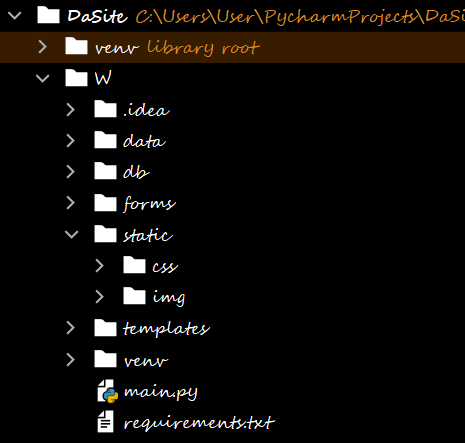 DaSite C:\Users\User\PycharmProjects\DaSit
venv library root
W
.idea
data
db
forms
static
css
img
templates
venv
main.py
requirements.txt